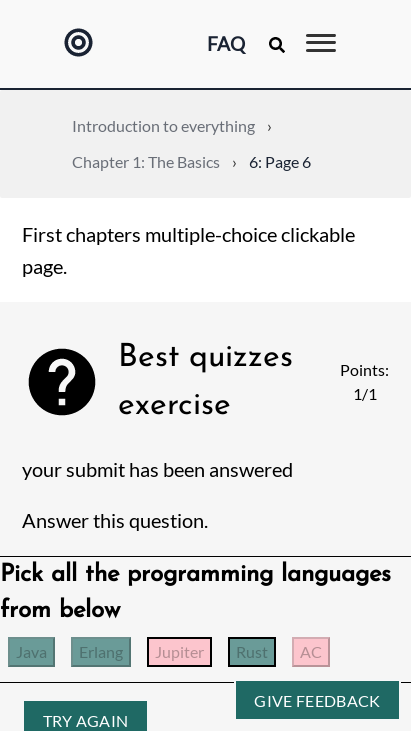 FAQ
Introduction to everything ›
Chapter 1: The Basics › 6: Page 6
First chapters multiple-choice clickable
page.
Best quizzes
exercise
Points:
1/1
your submit has been answered
Answer this question.
Pick all the programming languages
from below
Java Erlang Jupiter Rust AC
GIVE FEEDBACK
TRY AGAIN